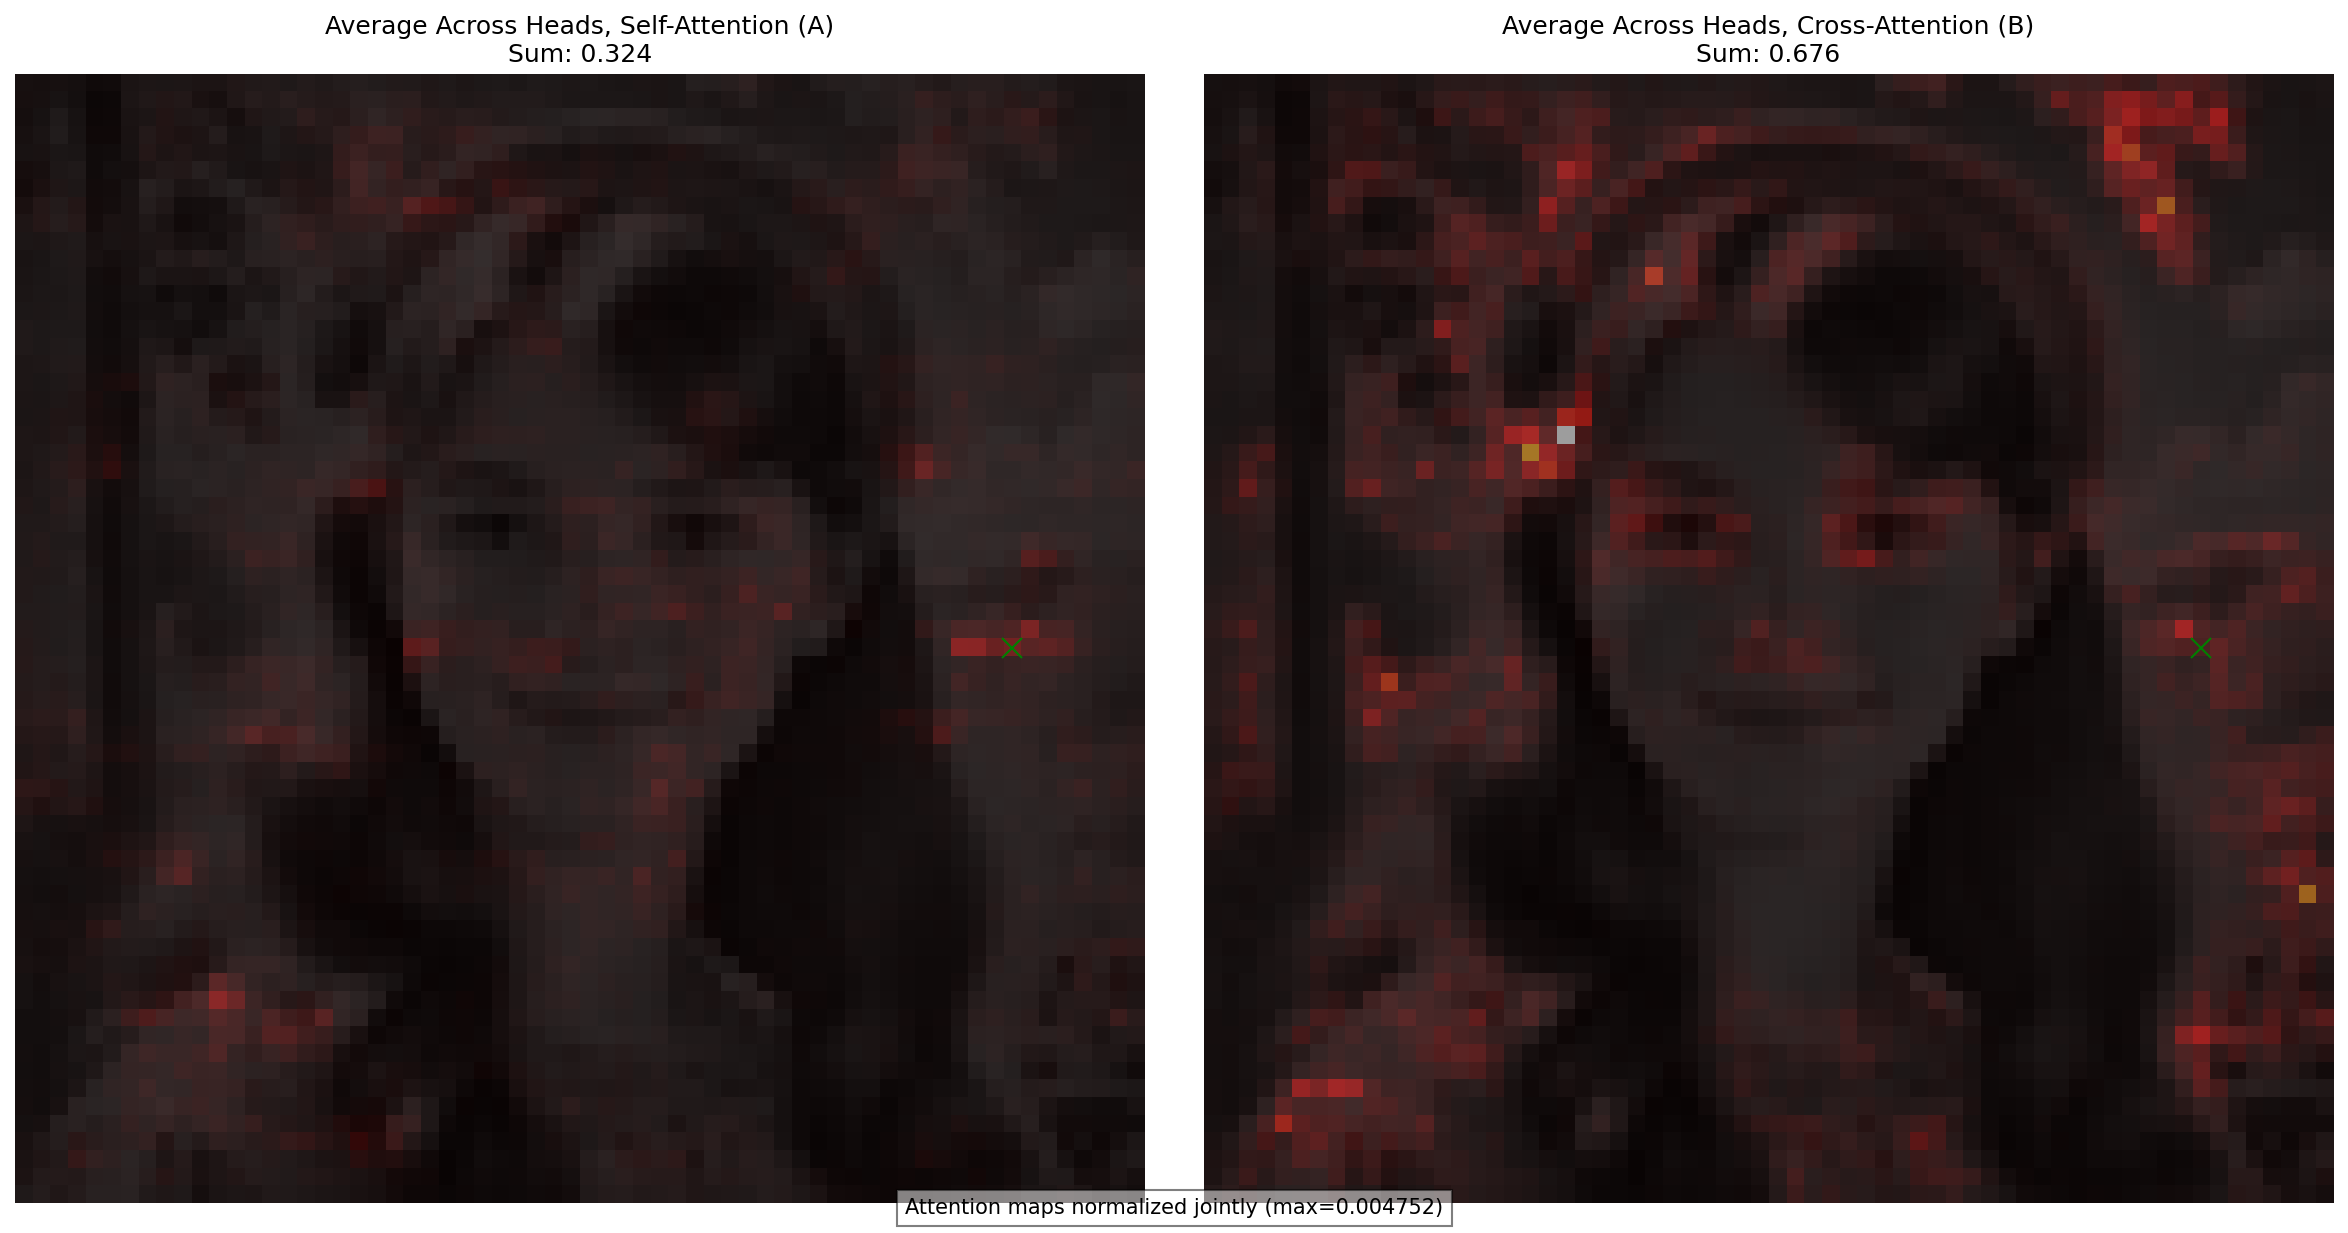 Average Across Heads, Self-Attention (A)
Sum: 0.324
Average Across Heads, Cross-Attention (B)
Sum: 0.676
Attention maps normalized jointly (max=0.004752)